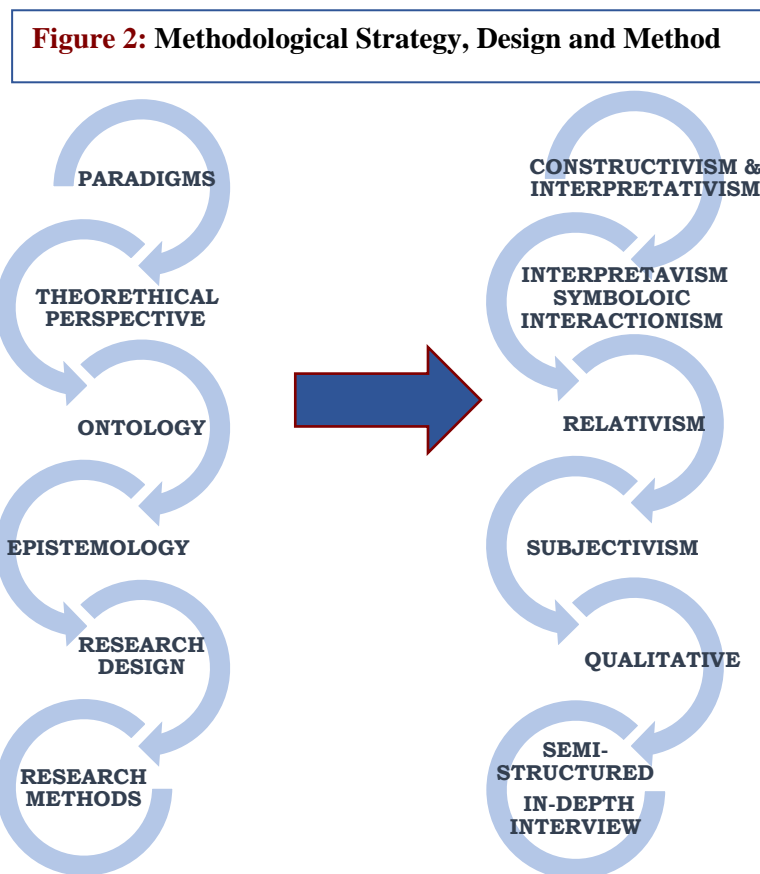 Figure 2: Methodological Strategy, Design and Method
PARADIGMS
THEORETHICAL
PERSPECTIVE
ONTOLOGY
EPISTEMOLOGY
RESEARCH
DESIGN
RESEARCH
METHODS
CONSTRUCTIVISM &
INTERPRETATIVISM
INTERPRETAVISM
SYMBOLOIC
INTERACTIONISM
RELATIVISM
SUBJECTIVISM
QUALITATIVE
SEMI-
STRUCTURED
IN-DEPTH
INTERVIEW